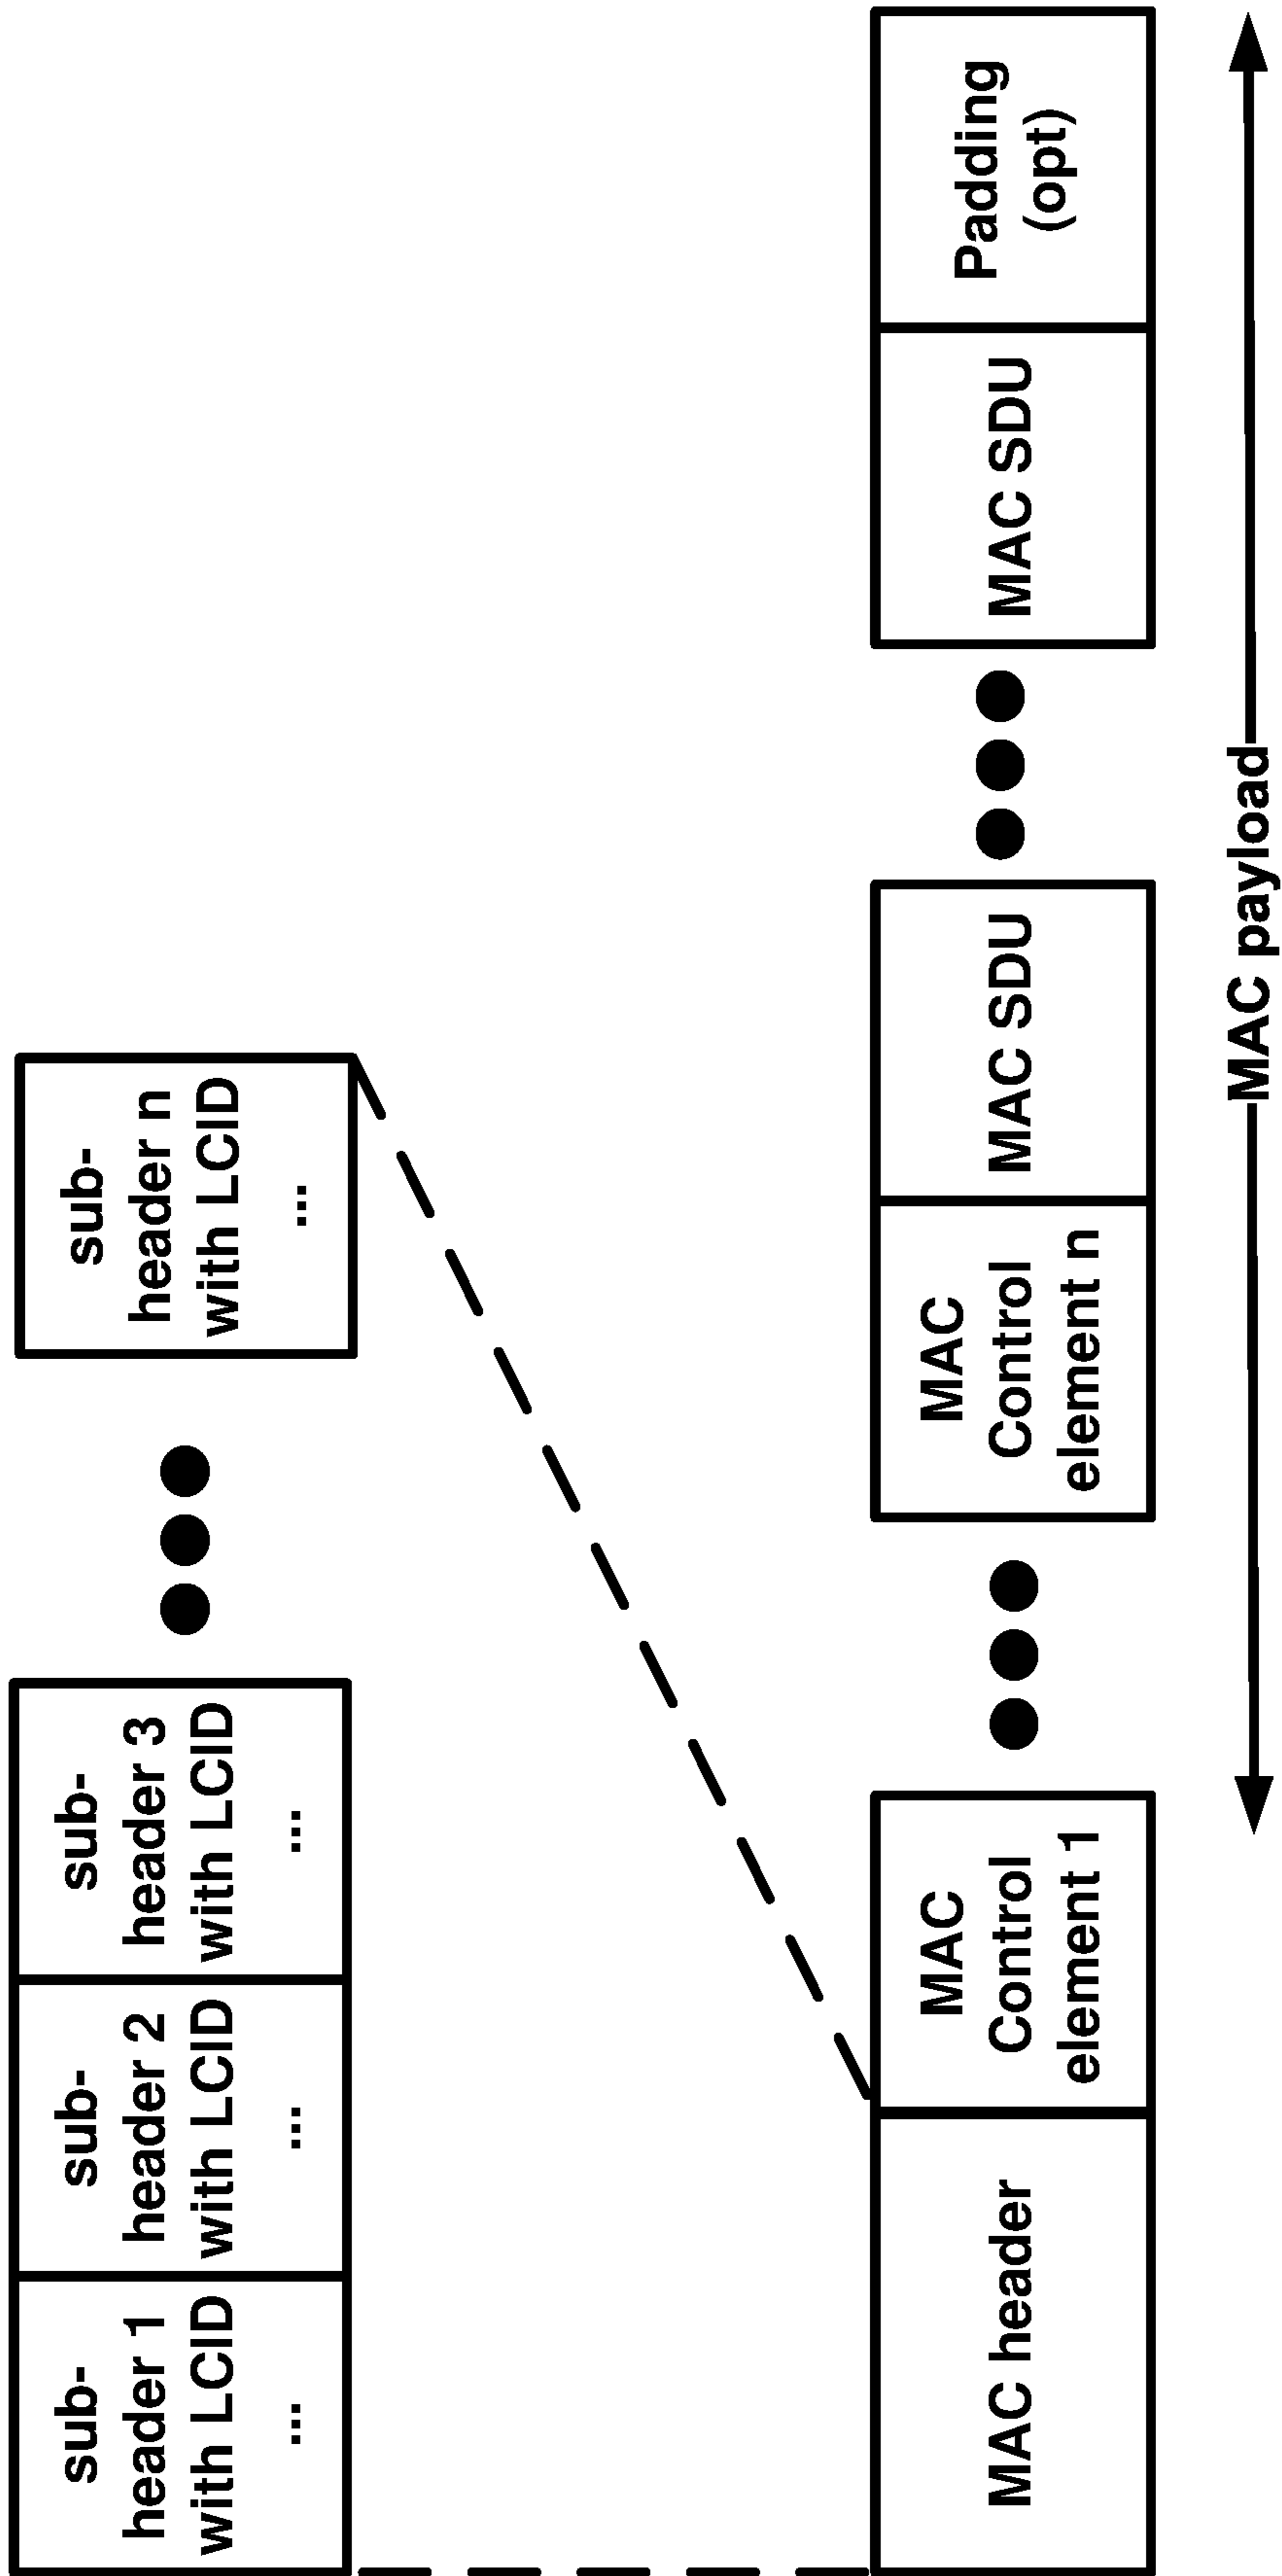 sub-
header 1
with LCID
...
sub-
header 2
with LCID
...
sub-
header 3
with LCID
...
sub-
header n
with LCID
...
MAC header
MAC
Control
element 1
MAC
Control
element n
MAC SDU
MAC SDU
Padding
(opt)
MAC payload